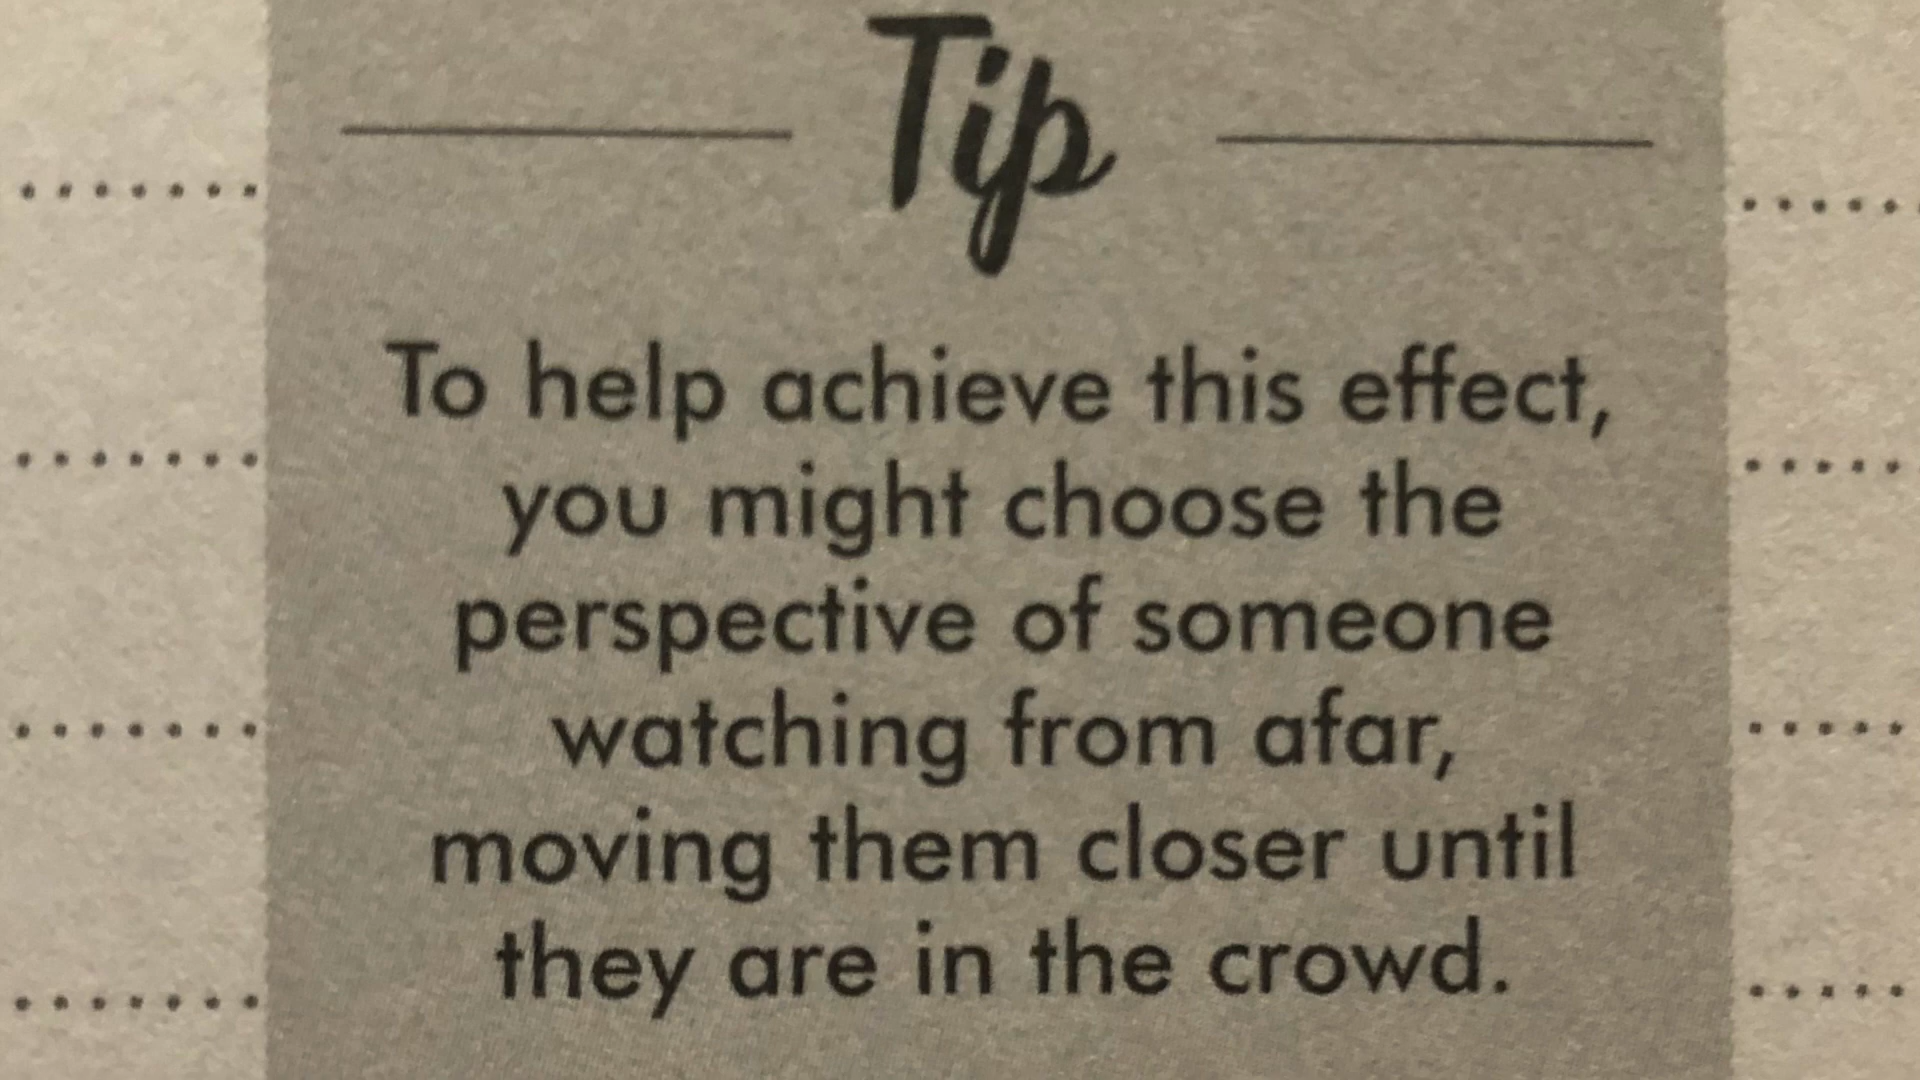 Tip
To help achieve this effect,
you might choose the
perspective of someone
watching from afar,
moving them closer until
they are in the crowd.